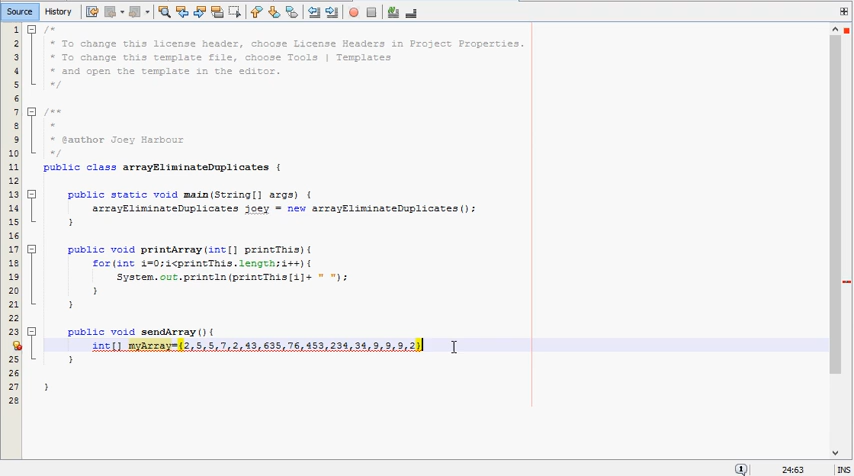 Source History
1 /*
2 * To change this license header, choose License Headers in Project Properties.
3 * To change this template file, choose Tools | Templates
4 * and open the template in the editor.
5 */
6
7 /**
8 *
9 * @author Joey Harbour
10 */
11 public class arrayEliminateDuplicates {
12
13 public static void main(String[] args) {
14 arrayEliminateDuplicates joey = new arrayEliminateDuplicates();
15 }
16
17 public void printArray(int[] printThis){
18 for(int i=0;i<printThis.length;i++){
19 System.out.println(printThis[i]+ " ");
20 }
21 }
22
23 public void sendArray(){
int[] myArray={2,5,5,7,2,43,635,76,453,234,34,9,9,9,2}
25 }
26
27 }
28
1 24:63 INS